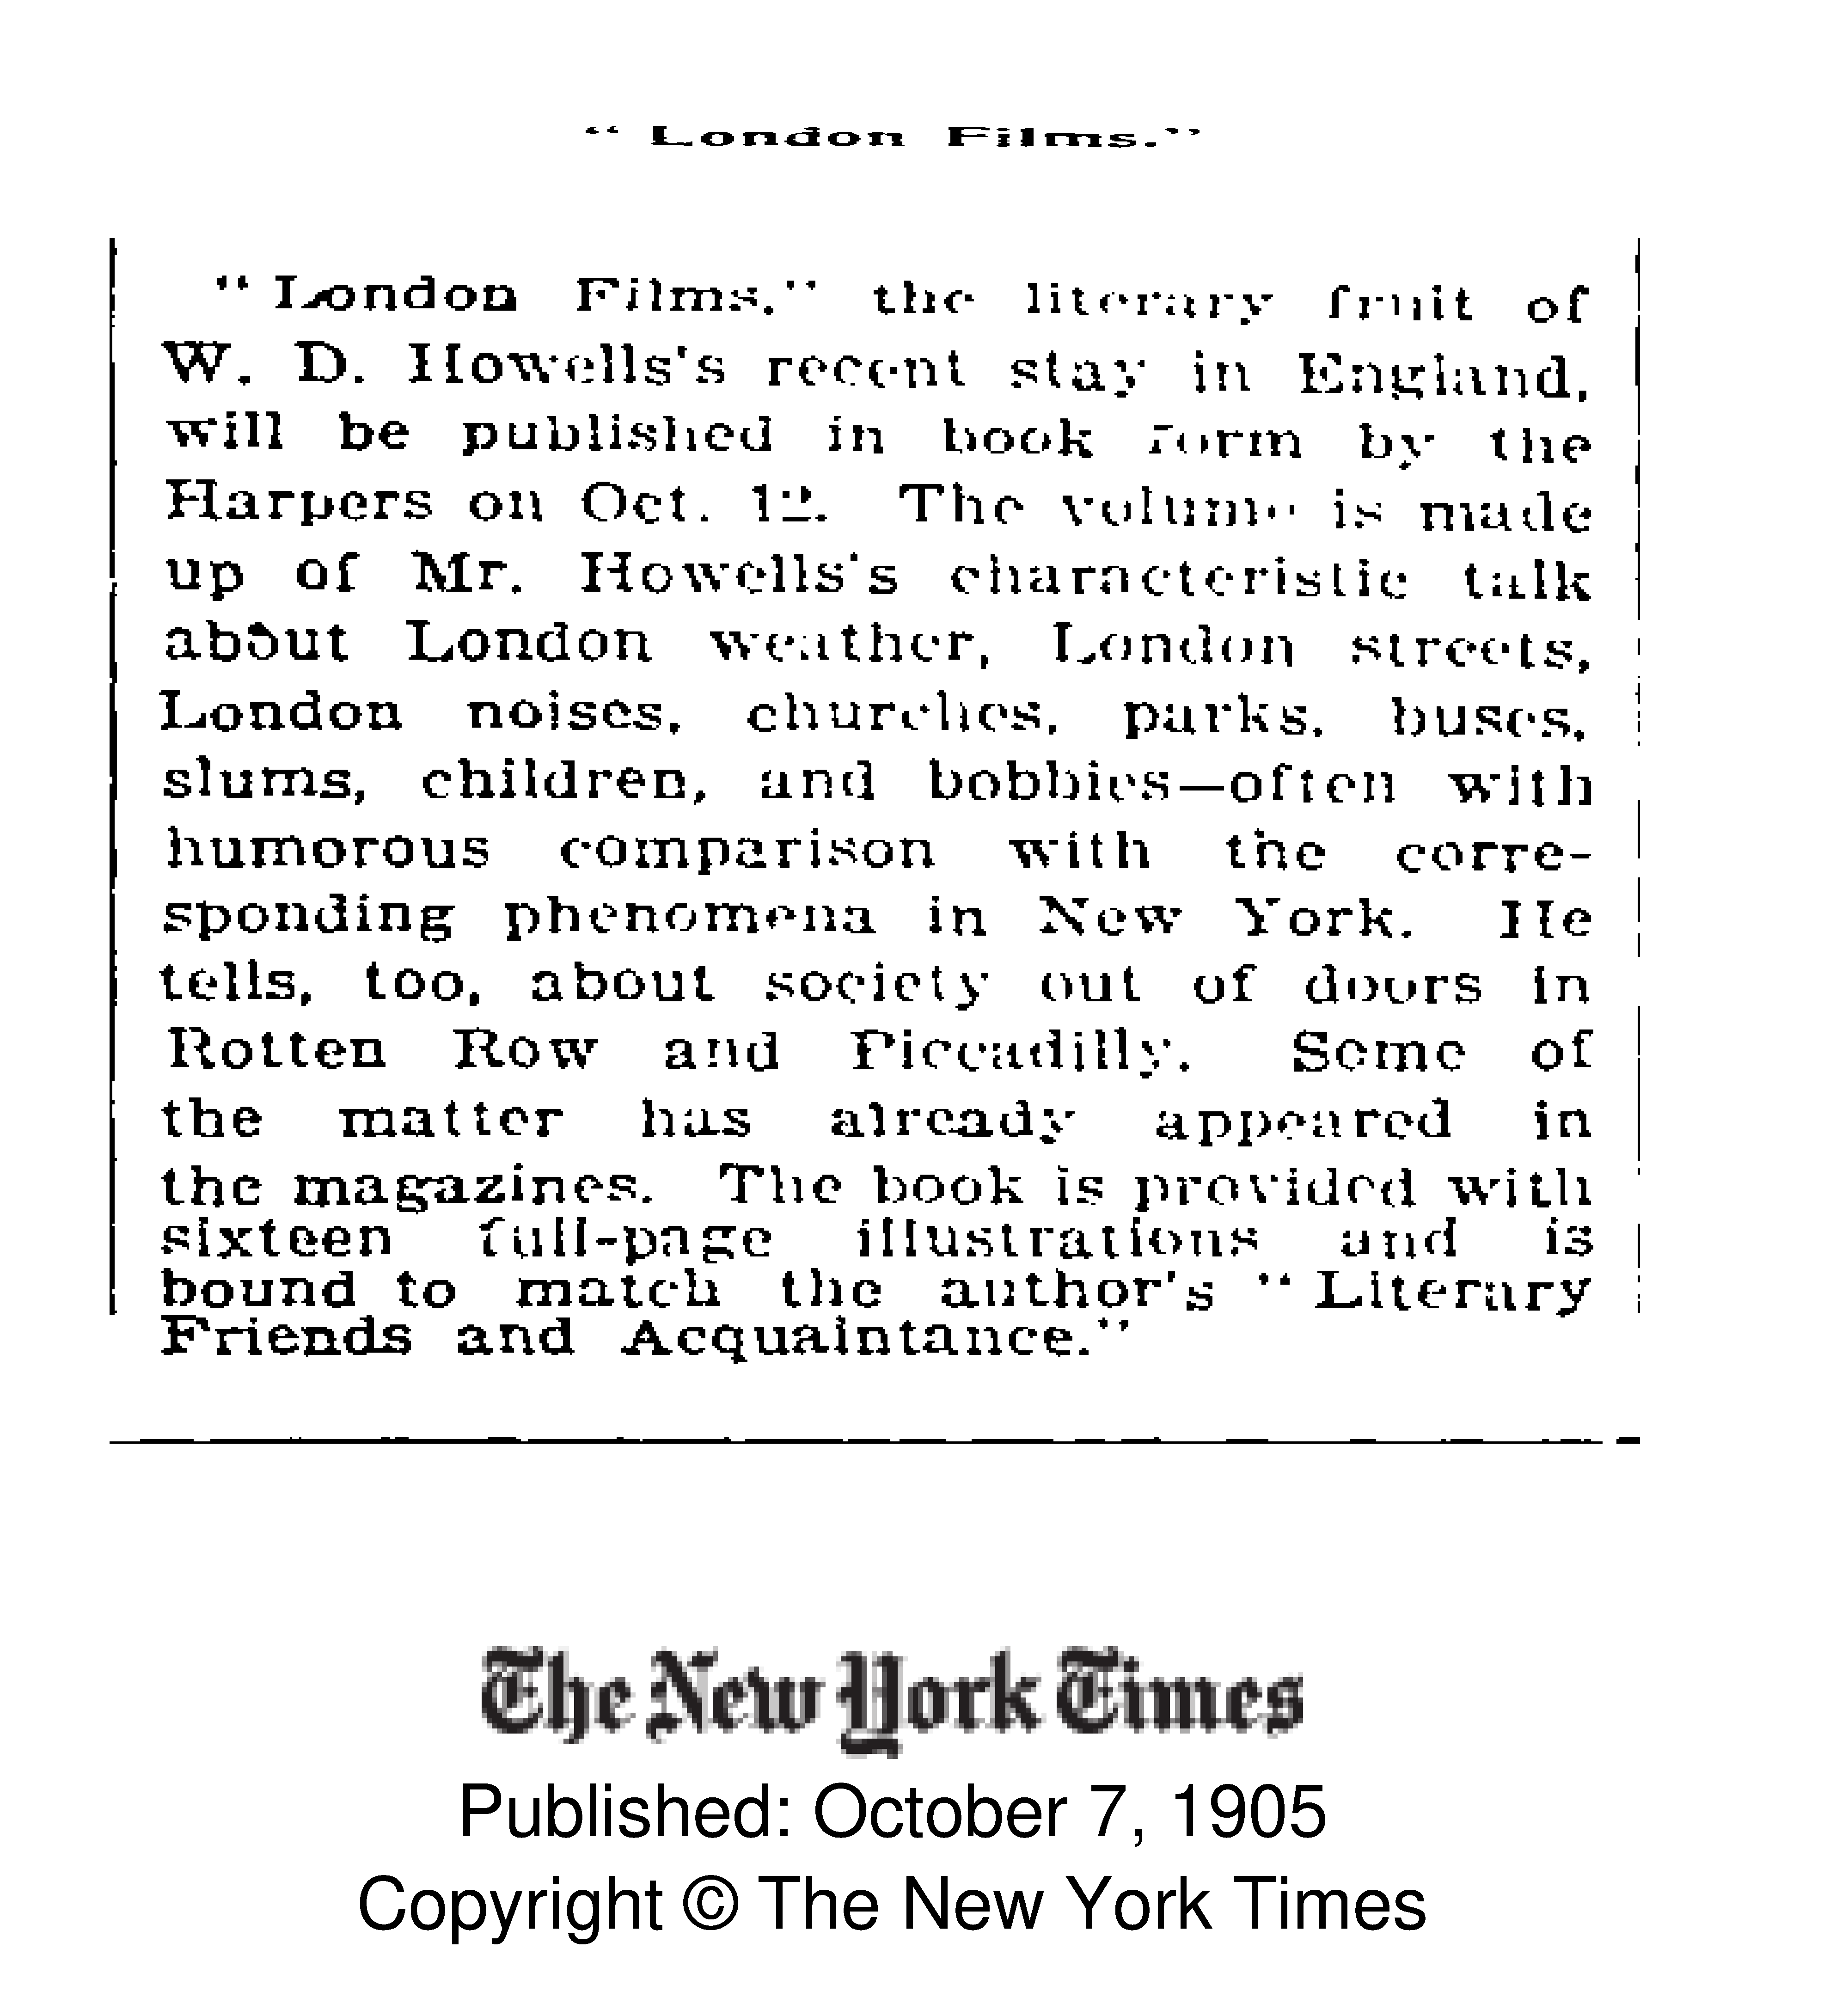 “ London Films.”
“ London Films,” the literary fruit of
W. D. Howells's recent stay in England,
will be published in book form by the
Harpers on Oct. 12. The volume is made
up of Mr. Howells's characteristic talk
about London weather, London streets,
London noises, churches, parks, buses,
slums, children, and bobbies—often with
humorous comparison with the corre-
sponding phenomena in New York. He
tells, too, about society out of doors in
Rotten Row and Piccadilly. Some of
the matter has already appeared in
the magazines. The book is provided with
sixteen full-page illustrations and is
bound to match the author's “ Literary
Friends and Acquaintance.”
The New York Times
Published: October 7, 1905
Copyright © The New York Times